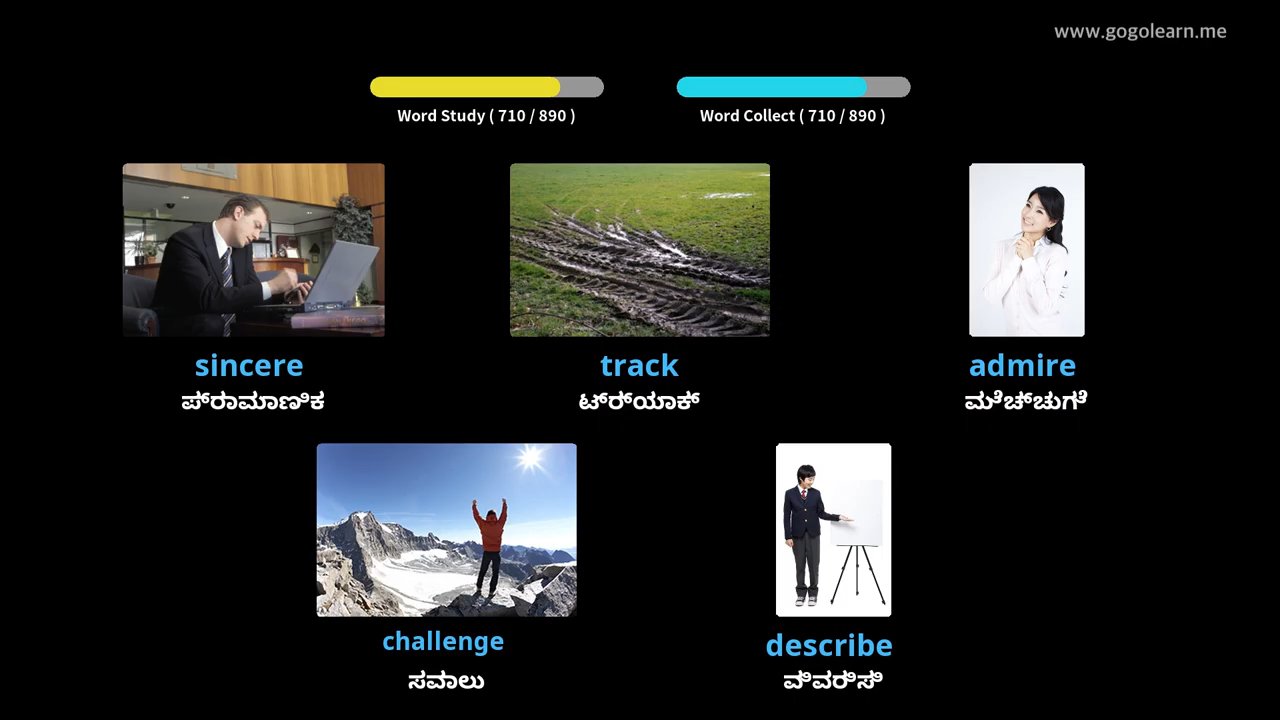 www.gogolearn.me
Word Study ( 710 / 890 )
Word Collect ( 710 / 890 )
sincere
ಪ್ರಾಮಾಣಿಕ
track
ಟ್ರ್ಯಾಕ್
admire
ಮೆಚ್ಚುಗೆ
challenge
ಸವಾಲು
describe
ವಿವರಿಸಿ